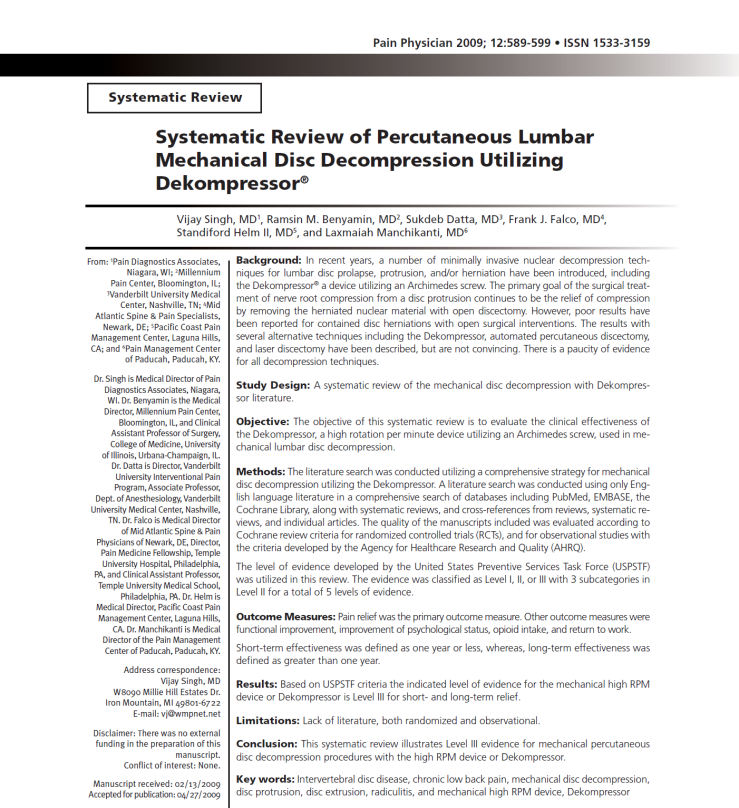 Pain Physician 2009; 12:589-599 • ISSN 1533-3159
Systematic Review
Systematic Review of Percutaneous Lumbar
Mechanical Disc Decompression Utilizing
Dekompressor®
Vijay Singh, MD¹, Ramsin M. Benyamin, MD², Sukdeb Datta, MD³, Frank J. Falco, MD⁴,
Standiford Helm II, MD⁵, and Laxmaiah Manchikanti, MD⁶
From: ¹Pain Diagnostics Associates,
Niagara, WI; ²Millennium
Pain Center, Bloomington, IL;
³Vanderbilt University Medical
Center, Nashville, TN; ⁴Mid
Atlantic Spine & Pain Specialists,
Newark, DE; ⁵Pacific Coast Pain
Management Center, Laguna Hills,
CA; and ⁶Pain Management Center
of Paducah, Paducah, KY.
Dr. Singh is Medical Director of Pain
Diagnostics Associates, Niagara,
WI. Dr. Benyamin is the Medical
Director, Millennium Pain Center,
Bloomington, IL, and Clinical
Assistant Professor of Surgery,
College of Medicine, University
of Illinois, Urbana-Champaign, IL.
Dr. Datta is Director, Vanderbilt
University Interventional Pain
Program, Associate Professor,
Dept. of Anesthesiology, Vanderbilt
University Medical Center, Nashville,
TN. Dr. Falco is Medical Director
of Mid Atlantic Spine & Pain
Physicians of Newark, DE, Director,
Pain Medicine Fellowship, Temple
University Hospital, Philadelphia,
PA, and Clinical Assistant Professor,
Temple University Medical School,
Philadelphia, PA. Dr. Helm is
Medical Director, Pacific Coast Pain
Management Center, Laguna Hills,
CA. Dr. Manchikanti is Medical
Director of the Pain Management
Center of Paducah, Paducah, KY.
Address correspondence:
Vijay Singh, MD
W8090 Millie Hill Estates Dr.
Iron Mountain, MI 49801-6722
E-mail: vj@wmpnet.net
Disclaimer: There was no external
funding in the preparation of this
manuscript.
Conflict of interest: None.
Manuscript received: 02/13/2009
Accepted for publication: 04/27/2009
Background: In recent years, a number of minimally invasive nuclear decompression tech-
niques for lumbar disc prolapse, protrusion, and/or herniation have been introduced, including
the Dekompressor® a device utilizing an Archimedes screw. The primary goal of the surgical treat-
ment of nerve root compression from a disc protrusion continues to be the relief of compression
by removing the herniated nuclear material with open discectomy. However, poor results have
been reported for contained disc herniations with open surgical interventions. The results with
several alternative techniques including the Dekompressor, automated percutaneous discectomy,
and laser discectomy have been described, but are not convincing. There is a paucity of evidence
for all decompression techniques.
Study Design: A systematic review of the mechanical disc decompression with Dekompres-
sor literature.
Objective: The objective of this systematic review is to evaluate the clinical effectiveness of
the Dekompressor, a high rotation per minute device utilizing an Archimedes screw, used in me-
chanical lumbar disc decompression.
Methods: The literature search was conducted utilizing a comprehensive strategy for mechanical
disc decompression utilizing the Dekompressor. A literature search was conducted using only Eng-
lish language literature in a comprehensive search of databases including PubMed, EMBASE, the
Cochrane Library, along with systematic reviews, and cross-references from reviews, systematic re-
views, and individual articles. The quality of the manuscripts included was evaluated according to
Cochrane review criteria for randomized controlled trials (RCTs), and for observational studies with
the criteria developed by the Agency for Healthcare Research and Quality (AHRQ).
The level of evidence developed by the United States Preventive Services Task Force (USPSTF)
was utilized in this review. The evidence was classified as Level I, II, or III with 3 subcategories in
Level II for a total of 5 levels of evidence.
Outcome Measures: Pain relief was the primary outcome measure. Other outcome measures were
functional improvement, improvement of psychological status, opioid intake, and return to work.
Short-term effectiveness was defined as one year or less, whereas, long-term effectiveness was
defined as greater than one year.
Results: Based on USPSTF criteria the indicated level of evidence for the mechanical high RPM
device or Dekompressor is Level III for short- and long-term relief.
Limitations: Lack of literature, both randomized and observational.
Conclusion: This systematic review illustrates Level III evidence for mechanical percutaneous
disc decompression procedures with the high RPM device or Dekompressor.
Key words: Intervertebral disc disease, chronic low back pain, mechanical disc decompression,
disc protrusion, disc extrusion, radiculitis, and mechanical high RPM device, Dekompressor